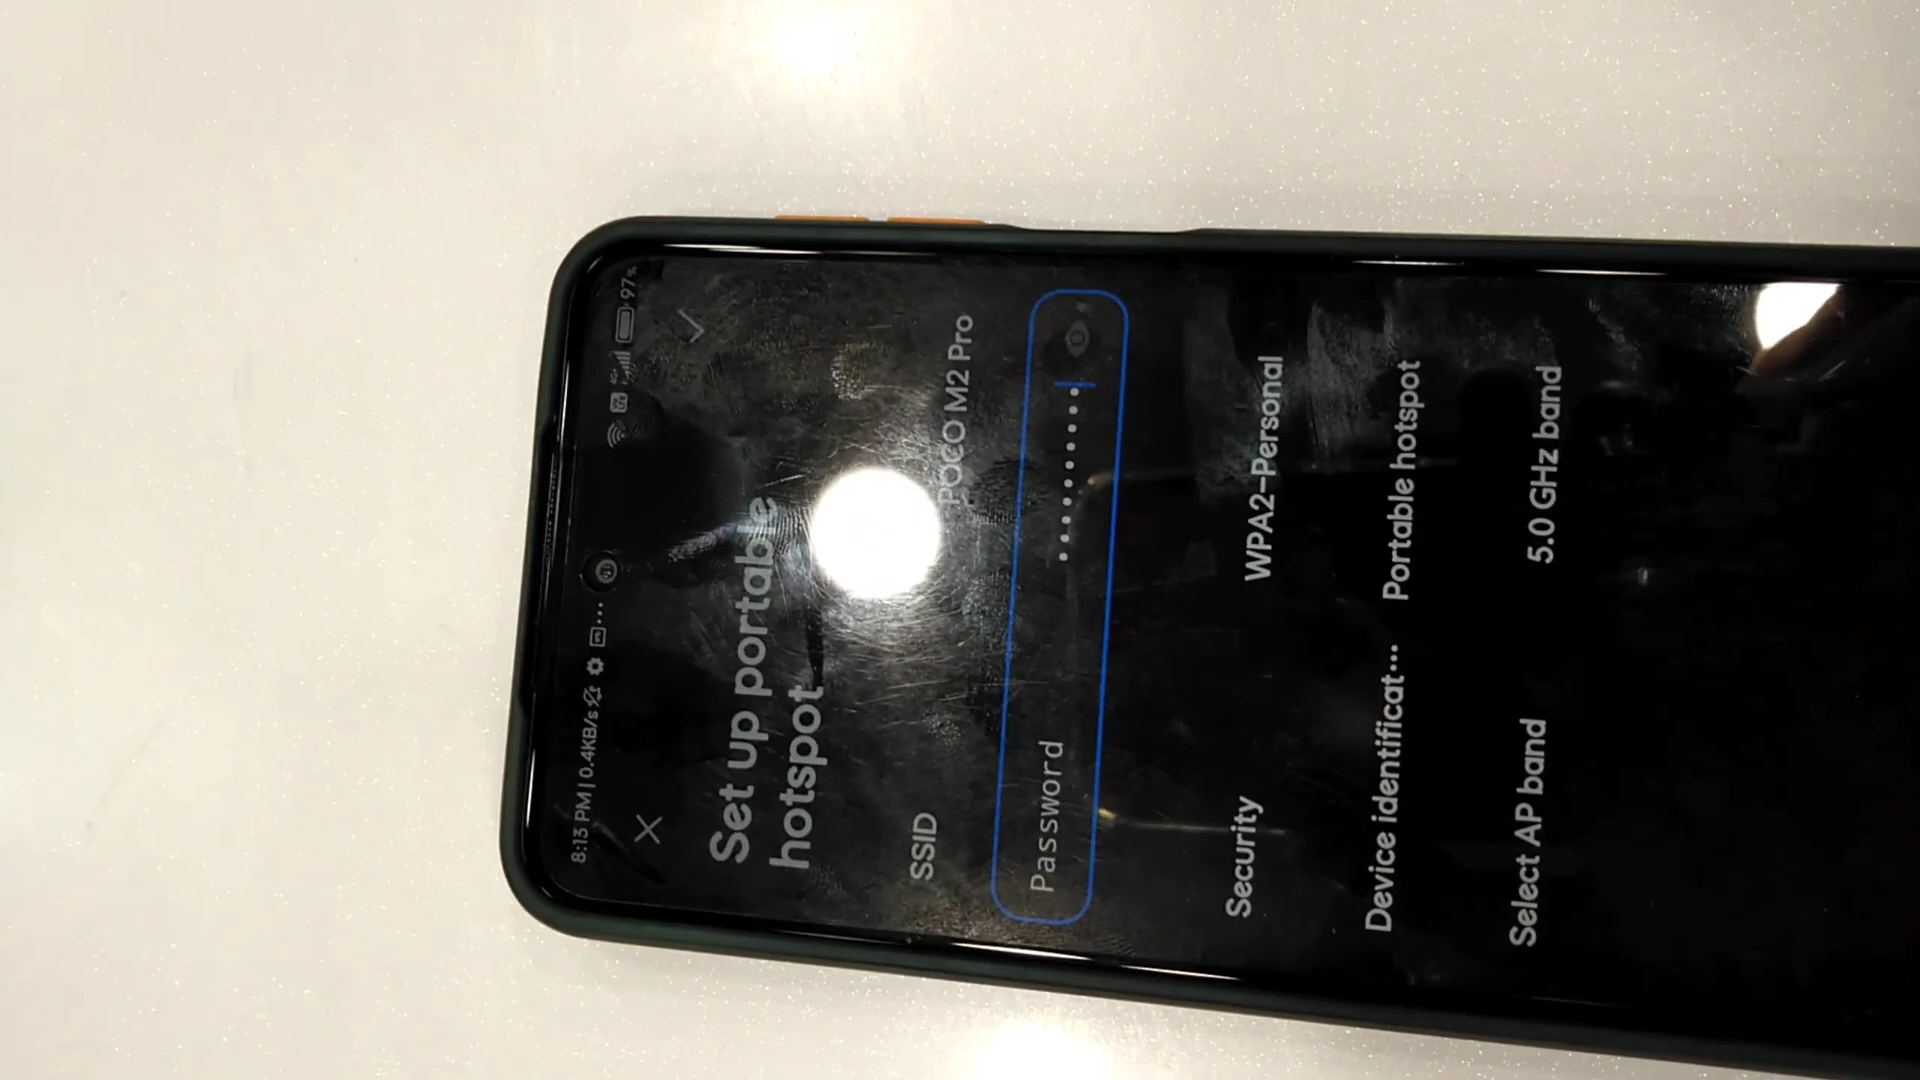 8:13 PM | 0.4KB/s ...
97%
Set up portable
hotspot
SSID POCO M2 Pro
Password ••••••••••
Security WPA2-Personal
Device identificat... Portable hotspot
Select AP band 5.0 GHz band